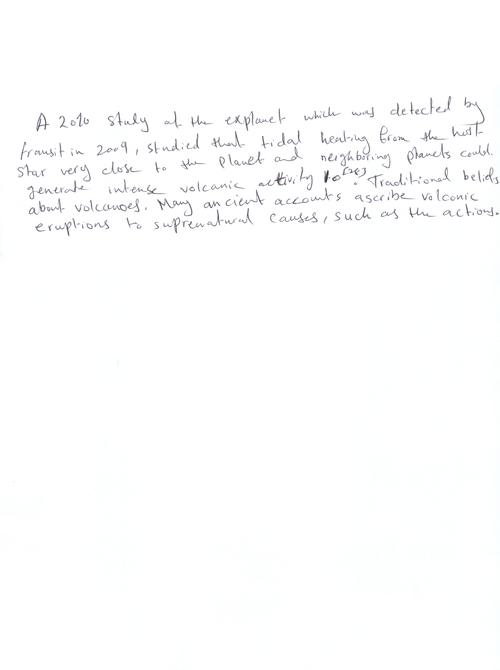 A 2010 study of the explanet which was detected by
transit in 2009, studied that tidal heating from the host
star very close to the planet and neighboring planets could
generate intense volcanic activity . Traditional beliefs
about volcanoes. Many ancient accounts ascribe volconic
eruptions to suprenatural causes, such as the actions.